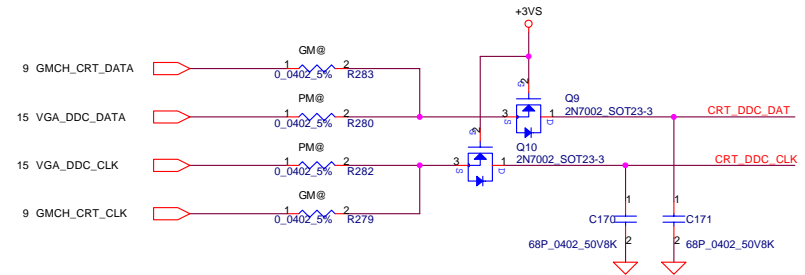 +3VS
GM@
9 GMCH_CRT_DATA
1 2
0_0402_5% R283
G 2
Q9
PM@
2N7002_SOT23-3
CRT_DDC_DAT
15 VGA_DDC_DATA
1 2
3 1
S D
0_0402_5% R280
G 2
Q10
PM@
2N7002_SOT23-3
CRT_DDC_CLK
15 VGA_DDC_CLK
1 2
3 1
S D
0_0402_5% R282
GM@
9 GMCH_CRT_CLK
1 2
0_0402_5% R279
1 1
C170 C171
2 2
68P_0402_50V8K 68P_0402_50V8K